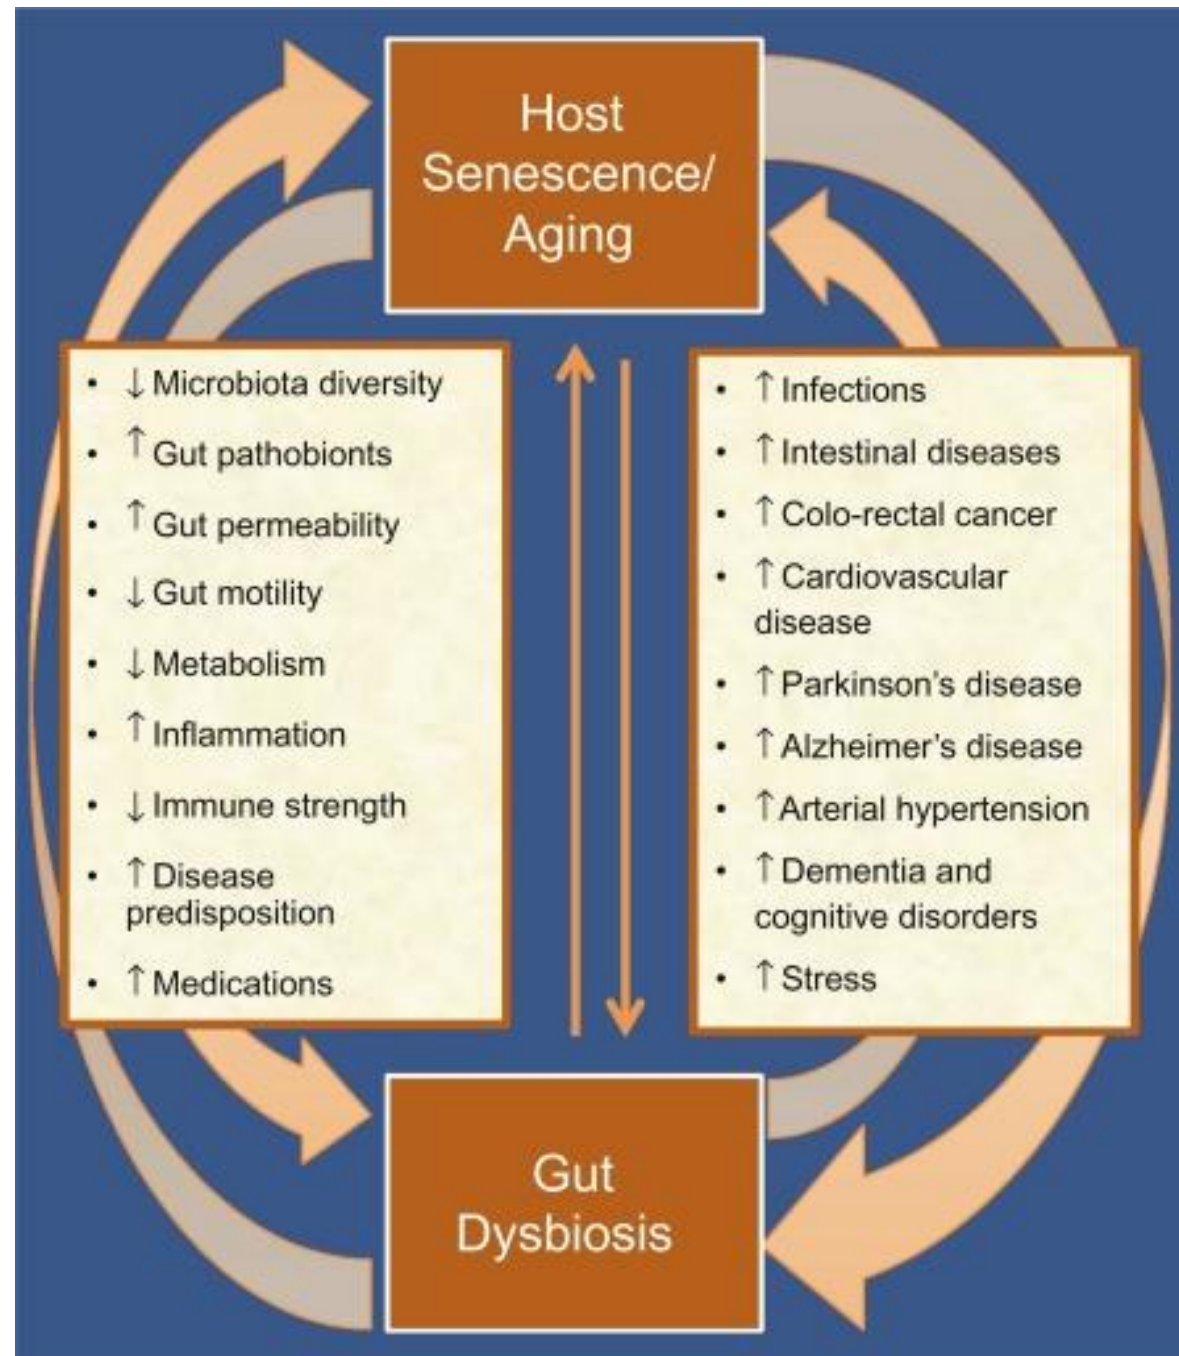 Host
Senescence/
Aging
• ↓ Microbiota diversity
• ↑ Gut pathobionts
• ↑ Gut permeability
• ↓ Gut motility
• ↓ Metabolism
• ↑ Inflammation
• ↓ Immune strength
• ↑ Disease
predisposition
• ↑ Medications
• ↑ Infections
• ↑ Intestinal diseases
• ↑ Colo-rectal cancer
• ↑ Cardiovascular
disease
• ↑ Parkinson’s disease
• ↑ Alzheimer’s disease
• ↑ Arterial hypertension
• ↑ Dementia and
cognitive disorders
• ↑ Stress
Gut
Dysbiosis